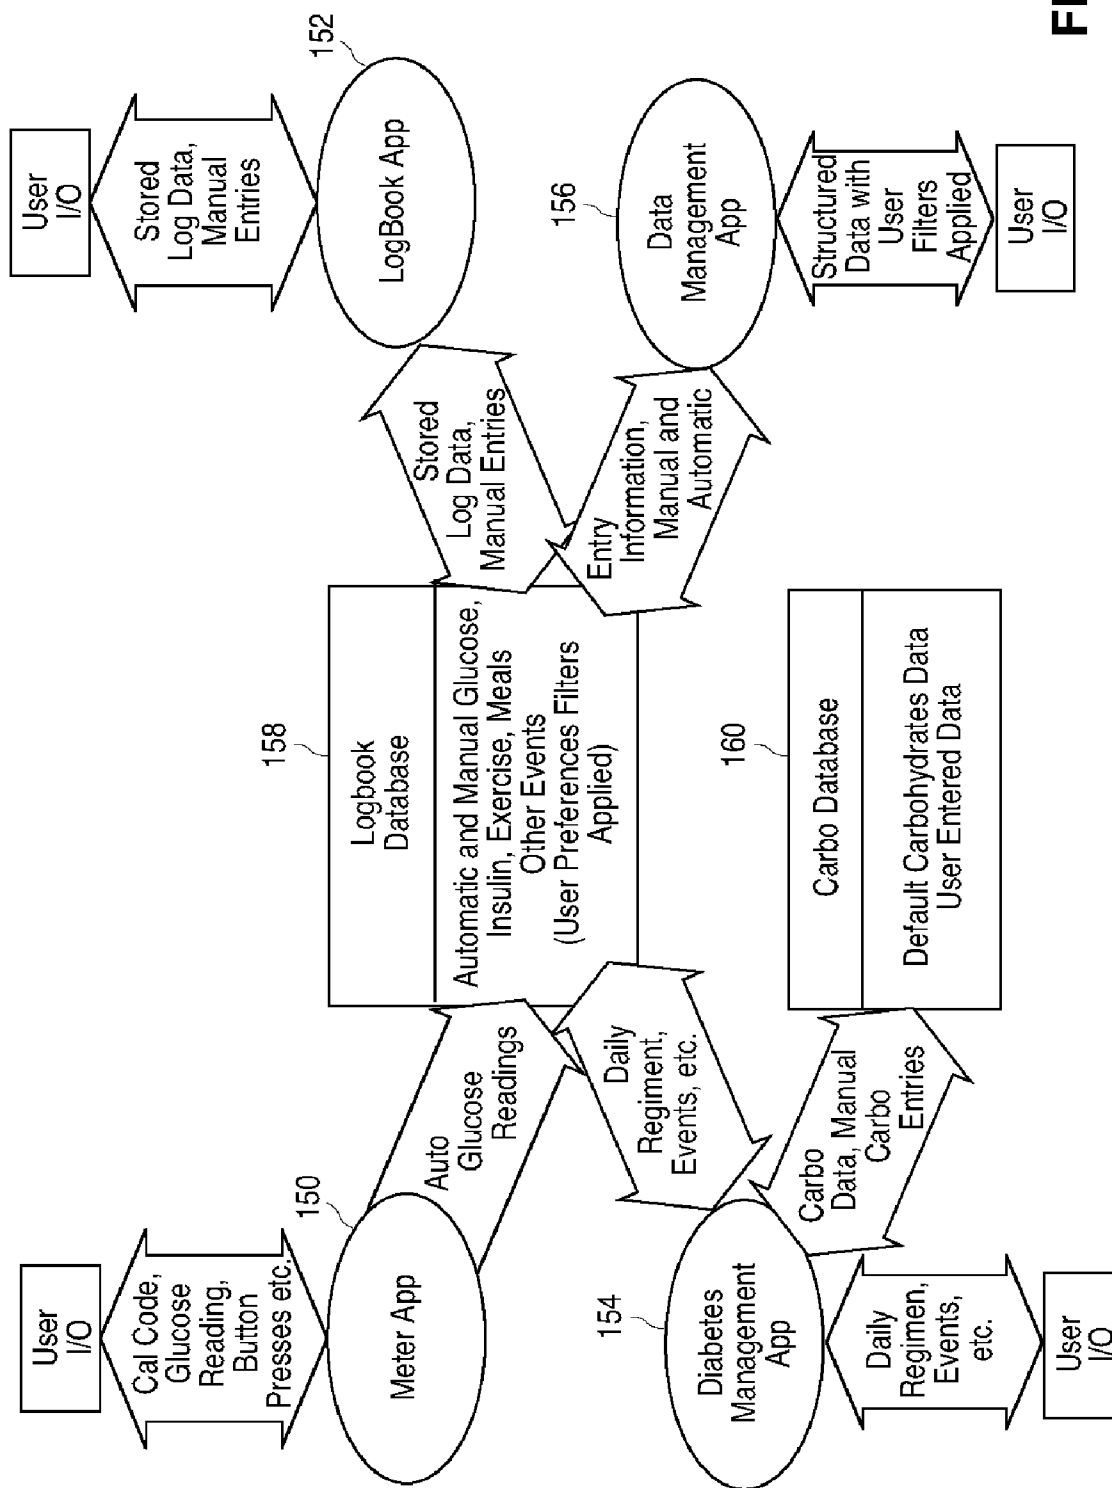 User
I/O
Cal Code,
Glucose
Reading,
Button
Presses etc.
150
Meter App
Auto
Glucose
Readings
158
Logbook
Database
Automatic and Manual Glucose,
Insulin, Exercise, Meals
Other Events
(User Preferences Filters
Applied)
Stored
Log Data,
Manual Entries
User
I/O
Stored
Log Data,
Manual
Entries
152
LogBook App
154
Diabetes
Management
App
Daily
Regiment,
Events, etc.
Daily
Regimen,
Events,
etc.
User
I/O
Carbo
Data, Manual
Carbo
Entries
160
Carbo Database
Default Carbohydrates Data
User Entered Data
Entry
Information,
Manual and
Automatic
156
Data
Management
App
Structured
Data with
User
Filters
Applied
User
I/O